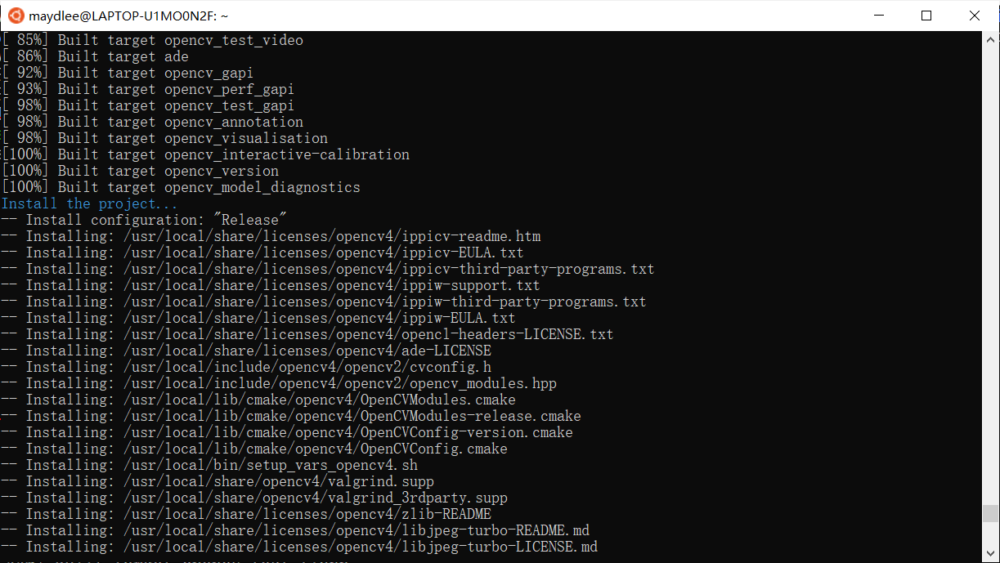 maydlee@LAPTOP-U1MO0N2F: ~
[ 85%] Built target opencv_test_video
[ 86%] Built target ade
[ 92%] Built target opencv_gapi
[ 93%] Built target opencv_perf_gapi
[ 98%] Built target opencv_test_gapi
[ 98%] Built target opencv_annotation
[ 98%] Built target opencv_visualisation
[100%] Built target opencv_interactive-calibration
[100%] Built target opencv_version
[100%] Built target opencv_model_diagnostics
Install the project...
-- Install configuration: "Release"
-- Installing: /usr/local/share/licenses/opencv4/ippicv-readme.htm
-- Installing: /usr/local/share/licenses/opencv4/ippicv-EULA.txt
-- Installing: /usr/local/share/licenses/opencv4/ippicv-third-party-programs.txt
-- Installing: /usr/local/share/licenses/opencv4/ippiw-support.txt
-- Installing: /usr/local/share/licenses/opencv4/ippiw-third-party-programs.txt
-- Installing: /usr/local/share/licenses/opencv4/ippiw-EULA.txt
-- Installing: /usr/local/share/licenses/opencv4/opencl-headers-LICENSE.txt
-- Installing: /usr/local/share/licenses/opencv4/ade-LICENSE
-- Installing: /usr/local/include/opencv4/opencv2/cvconfig.h
-- Installing: /usr/local/include/opencv4/opencv2/opencv_modules.hpp
-- Installing: /usr/local/lib/cmake/opencv4/OpenCVModules.cmake
-- Installing: /usr/local/lib/cmake/opencv4/OpenCVModules-release.cmake
-- Installing: /usr/local/lib/cmake/opencv4/OpenCVConfig-version.cmake
-- Installing: /usr/local/lib/cmake/opencv4/OpenCVConfig.cmake
-- Installing: /usr/local/bin/setup_vars_opencv4.sh
-- Installing: /usr/local/share/opencv4/valgrind.supp
-- Installing: /usr/local/share/opencv4/valgrind_3rdparty.supp
-- Installing: /usr/local/share/licenses/opencv4/zlib-README
-- Installing: /usr/local/share/licenses/opencv4/libjpeg-turbo-README.md
-- Installing: /usr/local/share/licenses/opencv4/libjpeg-turbo-LICENSE.md